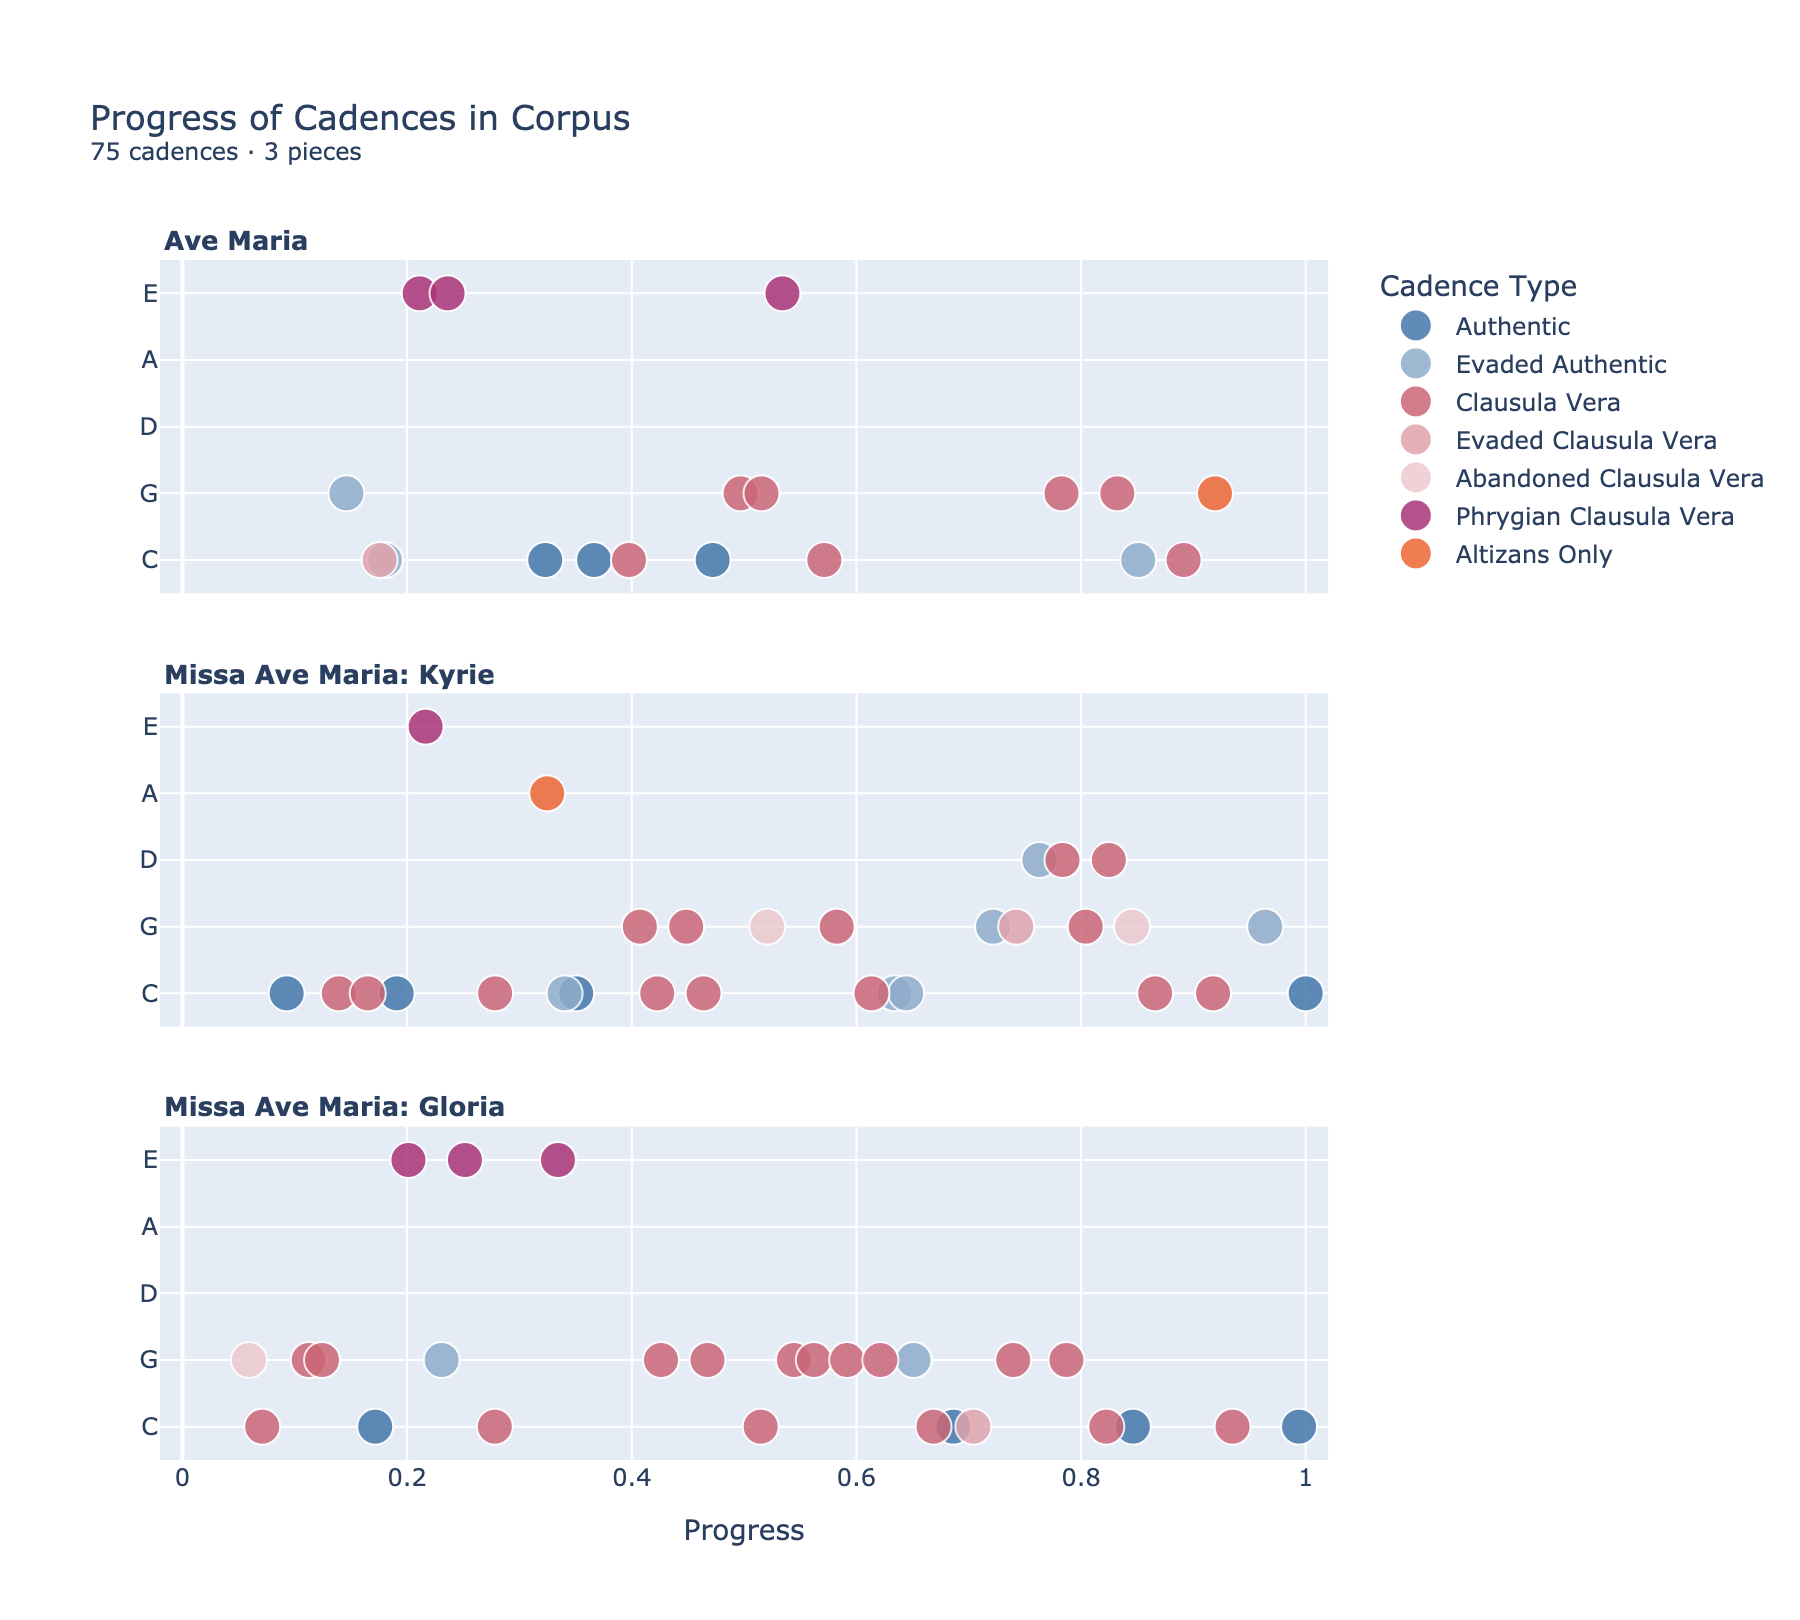 Progress of Cadences in Corpus
75 cadences · 3 pieces
Ave Maria
E
A
D
G
C
Cadence Type
Authentic
Evaded Authentic
Clausula Vera
Evaded Clausula Vera
Abandoned Clausula Vera
Phrygian Clausula Vera
Altizans Only
Missa Ave Maria: Kyrie
E
A
D
G
C
Missa Ave Maria: Gloria
E
A
D
G
C
0 0.2 0.4 0.6 0.8 1
Progress